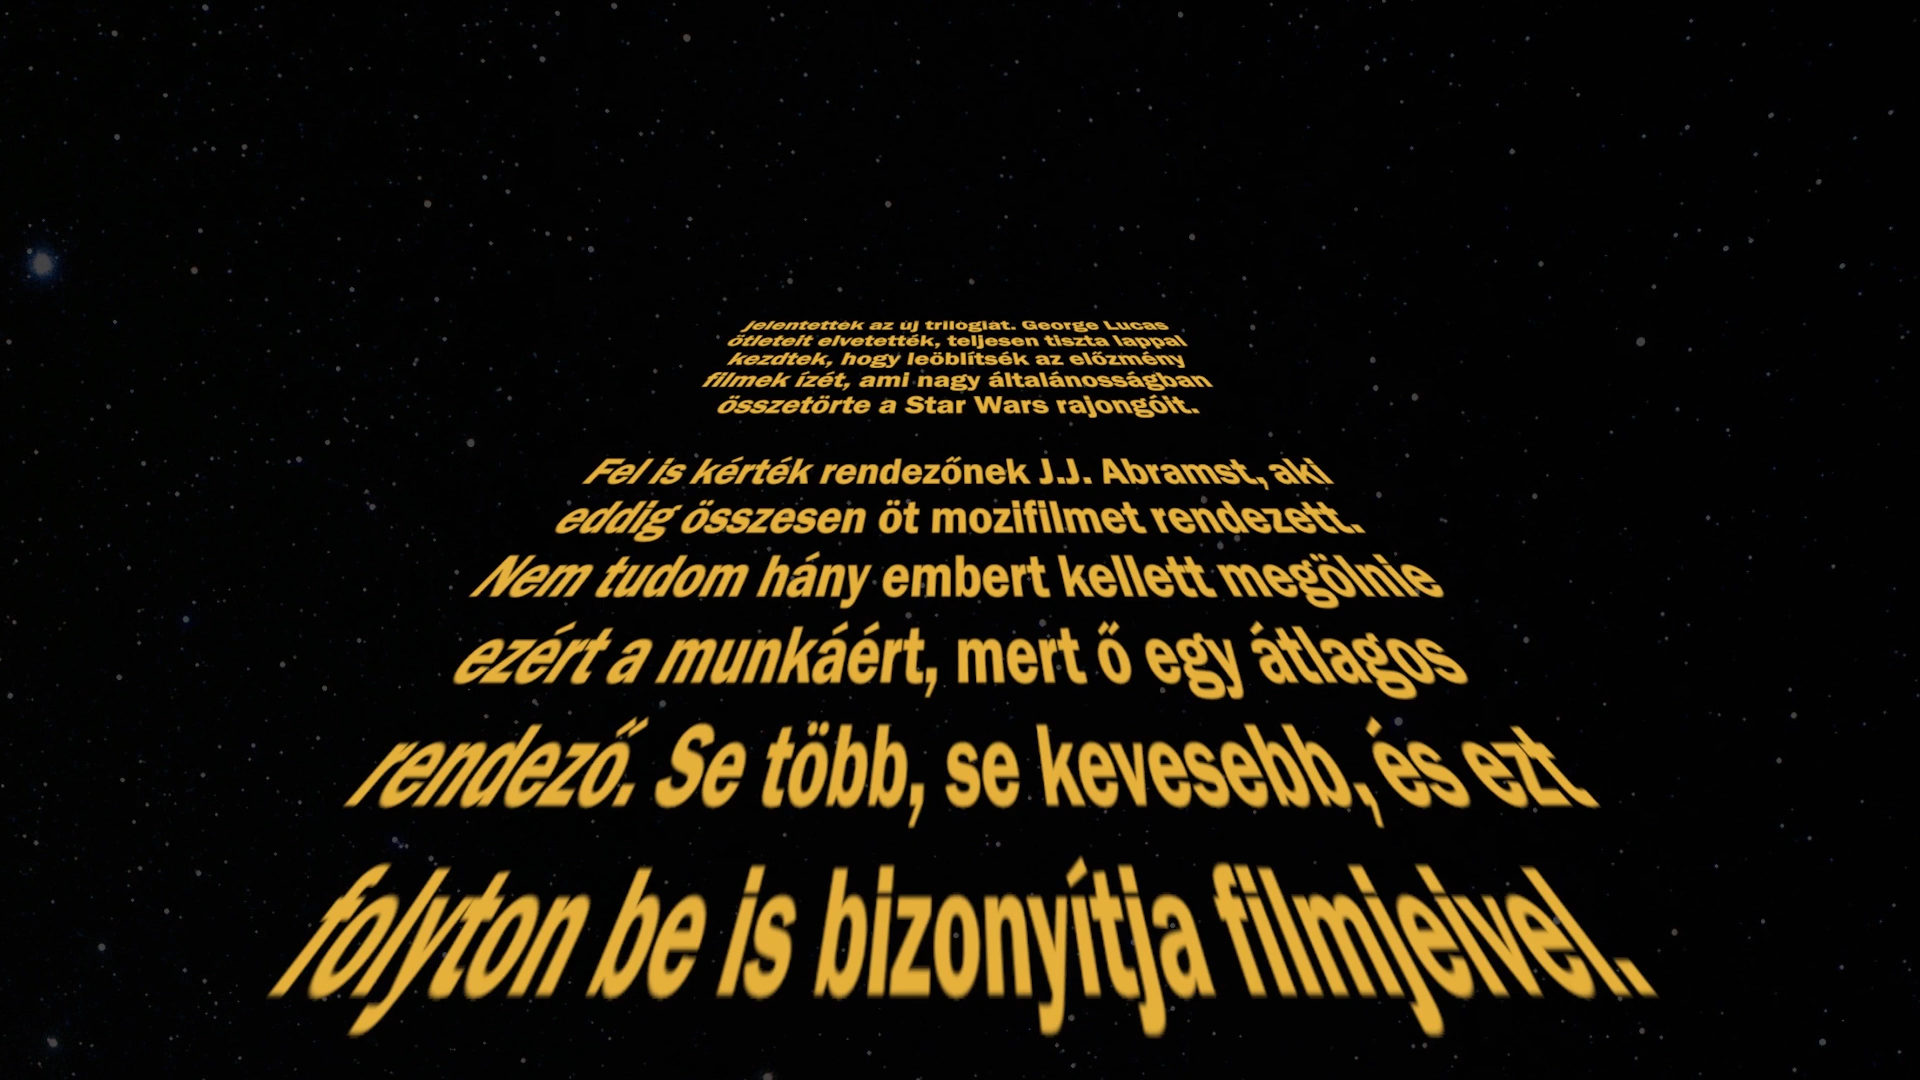 jelentették az új trilógiát. George Lucas
ötleteit elvetették, teljesen tiszta lappal
kezdtek, hogy leöblítsék az előzmény
filmek ízét, ami nagy általánosságban
összetörte a Star Wars rajongóit.
Fel is kérték rendezőnek J.J. Abramst, aki
eddig összesen öt mozifilmet rendezett.
Nem tudom hány embert kellett megölnie
ezért a munkáért, mert ő egy átlagos
rendező. Se több, se kevesebb, és ezt
folyton be is bizonyítja filmjeivel.